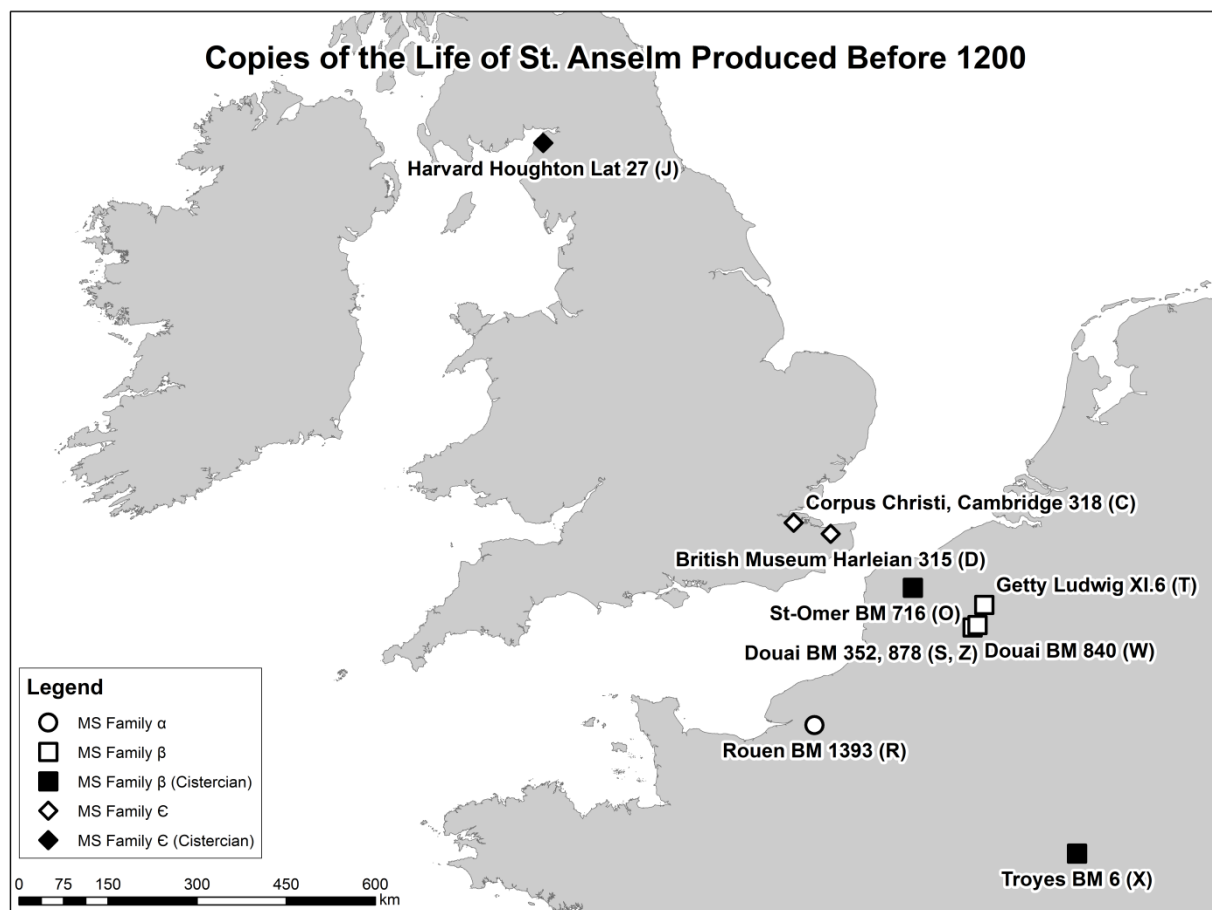 Copies of the Life of St. Anselm Produced Before 1200
Harvard Houghton Lat 27 (J)
Corpus Christi, Cambridge 318 (C)
British Museum Harleian 315 (D)
Getty Ludwig XI.6 (T)
St-Omer BM 716 (O)
Douai BM 352, 878 (S, Z)
Douai BM 840 (W)
Rouen BM 1393 (R)
Troyes BM 6 (X)
Legend
MS Family α
MS Family β
MS Family β (Cistercian)
MS Family Є
MS Family Є (Cistercian)
0 75 150 300 450 600
km